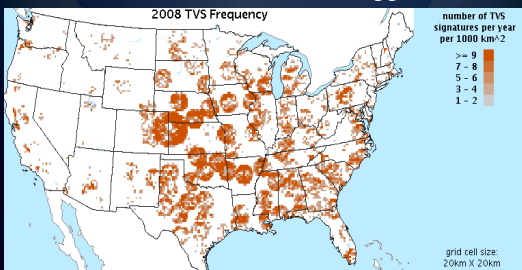 2008 TVS Frequency
number of TVS
signatures per year
per 1000 km^2
>= 9
7 - 8
5 - 6
3 - 4
1 - 2
grid cell size:
20km X 20km